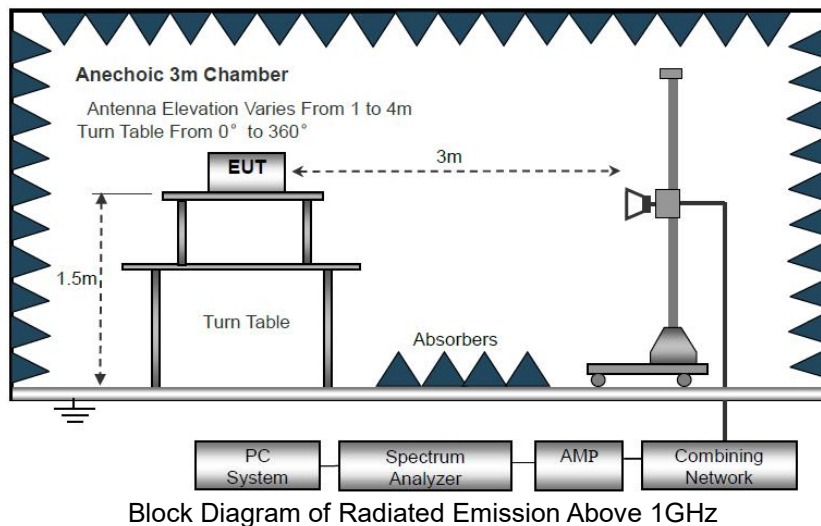 Anechoic 3m Chamber
Antenna Elevation Varies From 1 to 4m
Turn Table From 0° to 360°
EUT
3m
1.5m
Turn Table
Absorbers
PC
System
Spectrum
Analyzer
AMP
Combining
Network
Block Diagram of Radiated Emission Above 1GHz